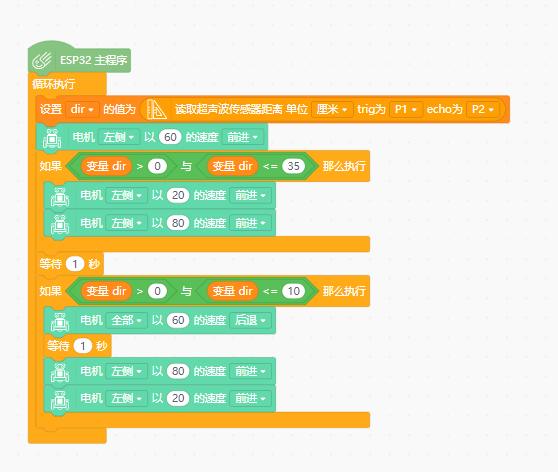 ESP32 主程序
循环执行
设置 dir 的值为 读取超声波传感器距离 单位 厘米 trig为 P1 echo为 P2
电机 左侧 以 60 的速度 前进
如果 变量 dir > 0 与 变量 dir <= 35 那么执行
电机 左侧 以 20 的速度 前进
电机 左侧 以 80 的速度 前进
等待 1 秒
如果 变量 dir > 0 与 变量 dir <= 10 那么执行
电机 全部 以 60 的速度 后退
等待 1 秒
电机 左侧 以 80 的速度 前进
电机 左侧 以 20 的速度 前进